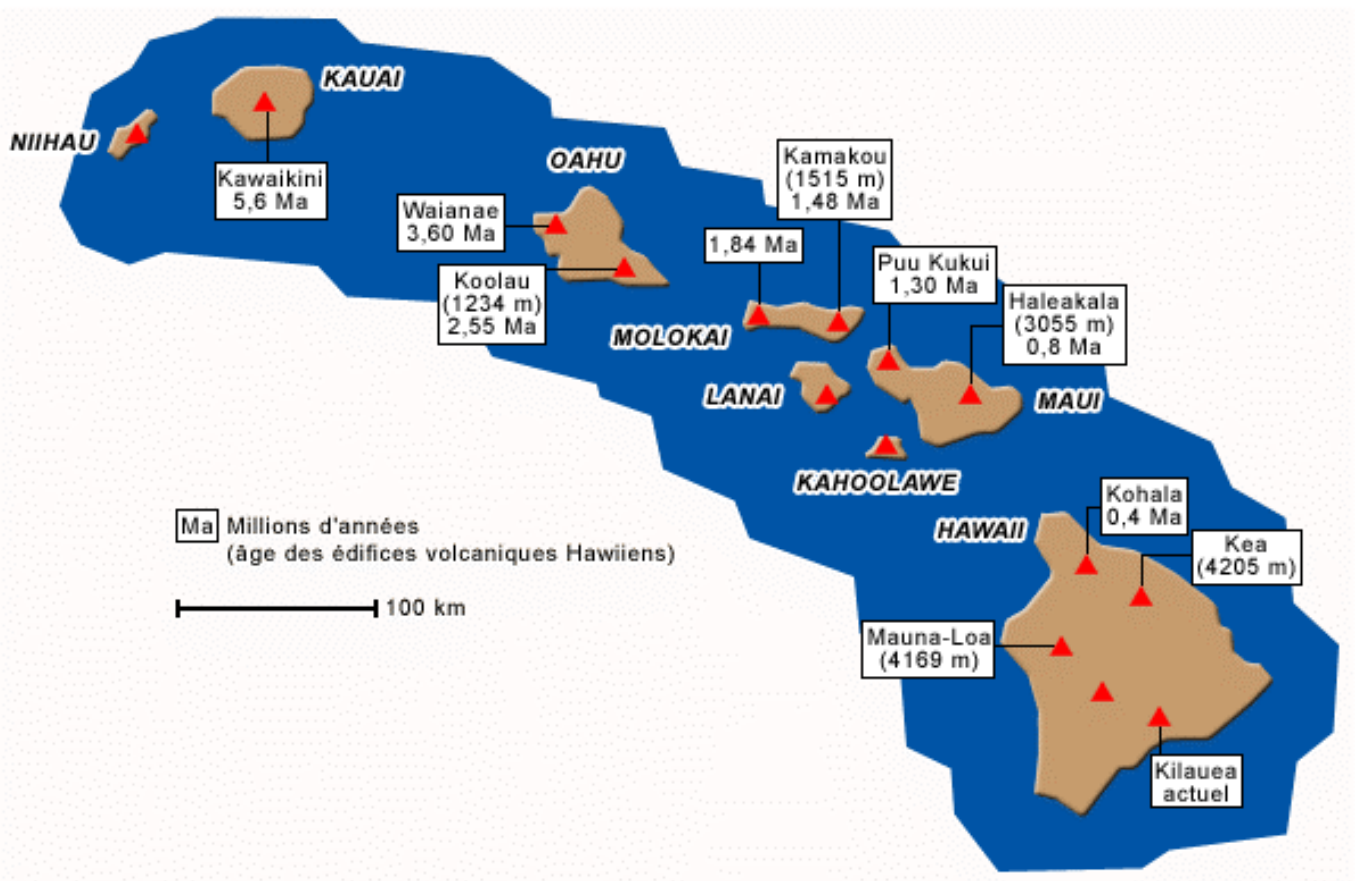 KAUAI
NIIHAU
Kawaikini
5,6 Ma
OAHU
Waianae
3,60 Ma
Koolau
(1234 m)
2,55 Ma
Kamakou
(1515 m)
1,48 Ma
1,84 Ma
MOLOKAI
Puu Kukui
1,30 Ma
Haleakala
(3055 m)
0,8 Ma
LANAI
MAUI
KAHOOLAWE
HAWAII
Kohala
0,4 Ma
Kea
(4205 m)
Mauna-Loa
(4169 m)
Kilauea
actuel
Ma Millions d'années
(âge des édifices volcaniques Hawiiens)
100 km